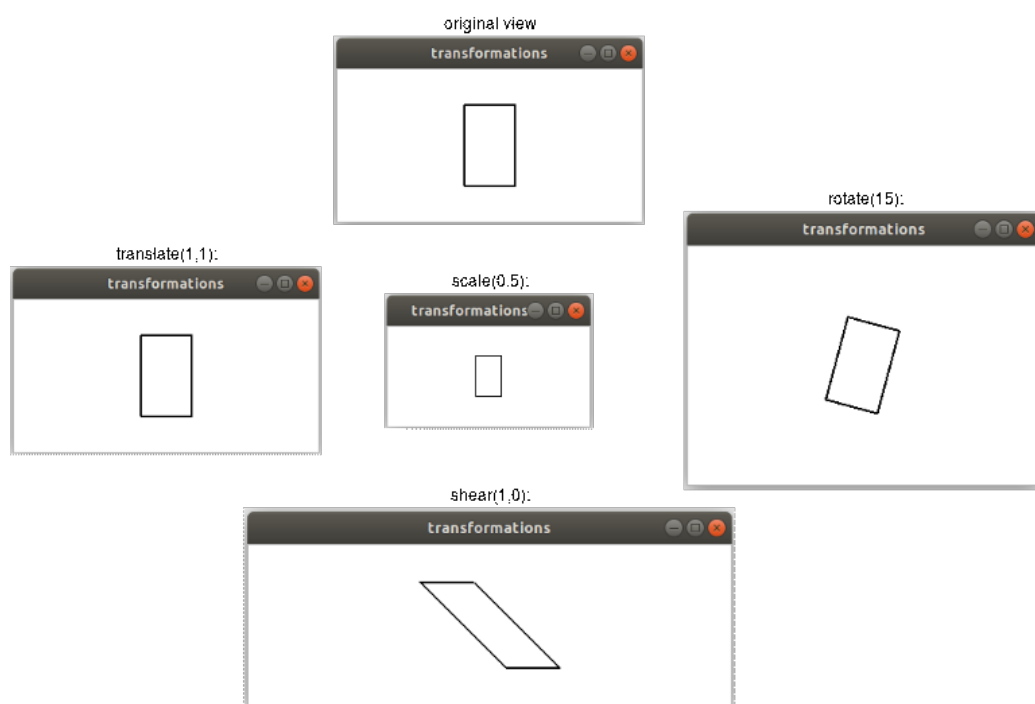 original view
transformations
rotate(15):
transformations
translate(1,1):
transformations
scale(0.5):
transformations
shear(1,0):
transformations